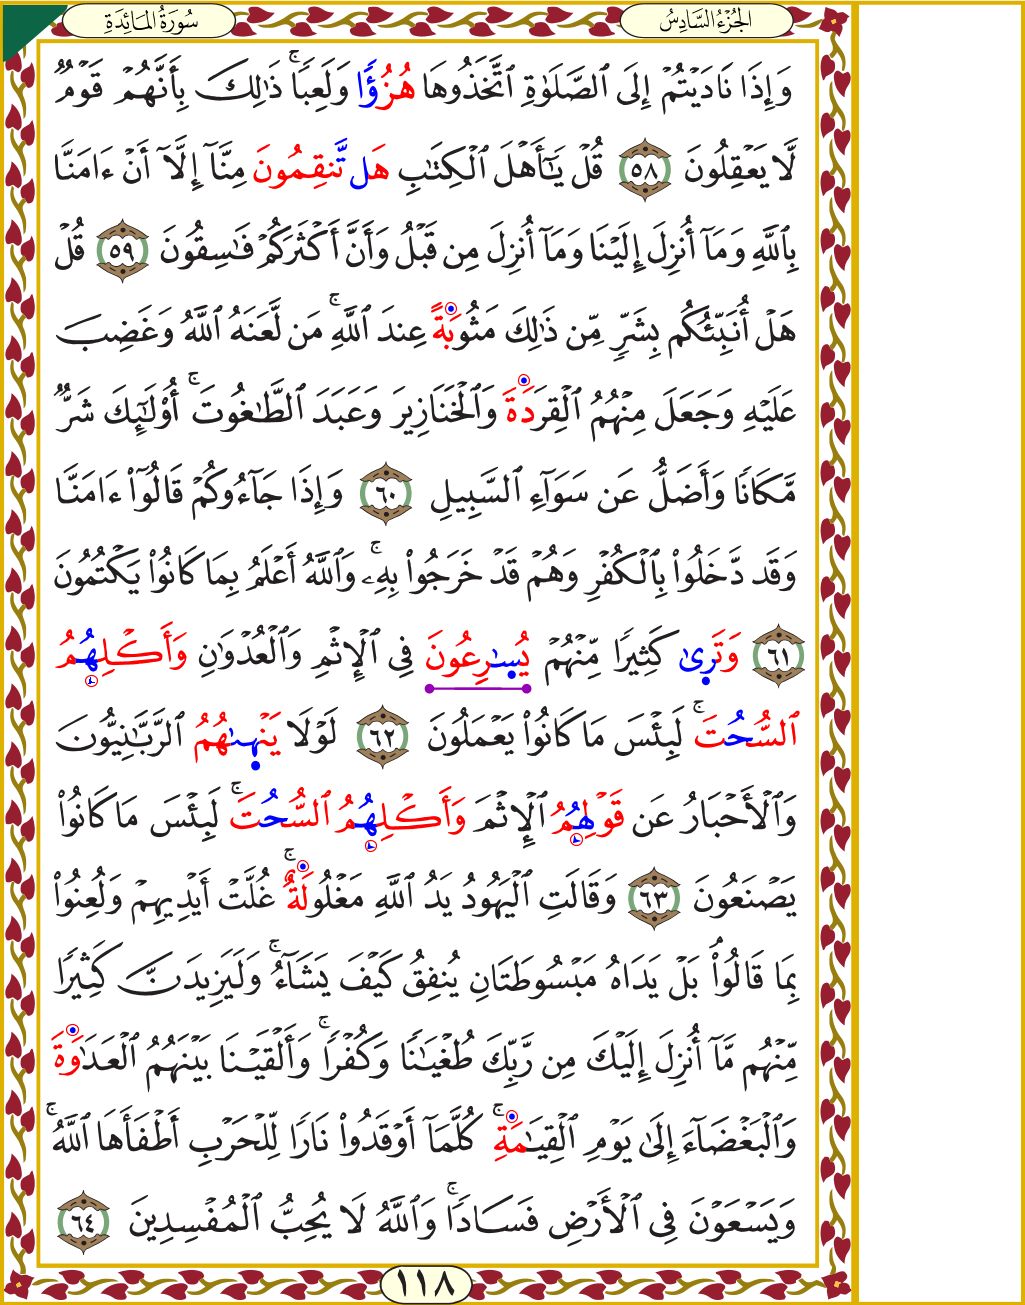 الجُزْءُ السَّادِسُ
سُورَةُ المَائِدَةِ
وَإِذَا نَادَيْتُمْ إِلَى ٱلصَّلَوٰةِ ٱتَّخَذُوهَا هُزُؤًا وَلَعِبًا ۚ ذَٰلِكَ بِأَنَّهُمْ قَوْمٌ
لَّا يَعْقِلُونَ ٥٨ قُلْ يَٰٓأَهْلَ ٱلْكِتَٰبِ هَل تَّنقِمُونَ مِنَّآ إِلَّآ أَنْ ءَامَنَّا
بِٱللَّهِ وَمَآ أُنزِلَ إِلَيْنَا وَمَآ أُنزِلَ مِن قَبْلُ وَأَنَّ أَكْثَرَكُمْ فَٰسِقُونَ ٥٩ قُلْ
هَلْ أُنَبِّئُكُم بِشَرٍّ مِّن ذَٰلِكَ مَثُوبَةً عِندَ ٱللَّهِ ۚ مَن لَّعَنَهُ ٱللَّهُ وَغَضِبَ
عَلَيْهِ وَجَعَلَ مِنْهُمُ ٱلْقِرَدَةَ وَٱلْخَنَازِيرَ وَعَبَدَ ٱلطَّٰغُوتَ ۚ أُو۟لَٰٓئِكَ شَرٌّ
مَّكَانًا وَأَضَلُّ عَن سَوَآءِ ٱلسَّبِيلِ ٦٠ وَإِذَا جَآءُوكُمْ قَالُوٓا۟ ءَامَنَّا
وَقَد دَّخَلُوا۟ بِٱلْكُفْرِ وَهُمْ قَدْ خَرَجُوا۟ بِهِۦ ۚ وَٱللَّهُ أَعْلَمُ بِمَا كَانُوا۟ يَكْتُمُونَ
٦١ وَتَرَىٰ كَثِيرًا مِّنْهُمْ يُسَٰرِعُونَ فِى ٱلْإِثْمِ وَٱلْعُدْوَٰنِ وَأَكْلِهُمُ
ٱلسُّحُتَ ۚ لَبِئْسَ مَا كَانُوا۟ يَعْمَلُونَ ٦٢ لَوْلَا يَنْهَىٰهُمُ ٱلرَّبَّٰنِيُّونَ
وَٱلْأَحْبَارُ عَن قَوْلِهُمُ ٱلْإِثْمَ وَأَكْلِهُمُ ٱلسُّحُتَ ۚ لَبِئْسَ مَا كَانُوا۟
يَصْنَعُونَ ٦٣ وَقَالَتِ ٱلْيَهُودُ يَدُ ٱللَّهِ مَغْلُولَةٌ ۚ غُلَّتْ أَيْدِيهِمْ وَلُعِنُوا۟
بِمَا قَالُوا۟ ۘ بَلْ يَدَاهُ مَبْسُوطَتَانِ يُنفِقُ كَيْفَ يَشَآءُ ۚ وَلَيَزِيدَنَّ كَثِيرًا
مِّنْهُم مَّآ أُنزِلَ إِلَيْكَ مِن رَّبِّكَ طُغْيَٰنًا وَكُفْرًا ۚ وَأَلْقَيْنَا بَيْنَهُمُ ٱلْعَدَٰوَةَ
وَٱلْبَغْضَآءَ إِلَىٰ يَوْمِ ٱلْقِيَٰمَةِ ۚ كُلَّمَآ أَوْقَدُوا۟ نَارًا لِّلْحَرْبِ أَطْفَأَهَا ٱللَّهُ ۚ
وَيَسْعَوْنَ فِى ٱلْأَرْضِ فَسَادًا ۚ وَٱللَّهُ لَا يُحِبُّ ٱلْمُفْسِدِينَ ٦٤
١١٨